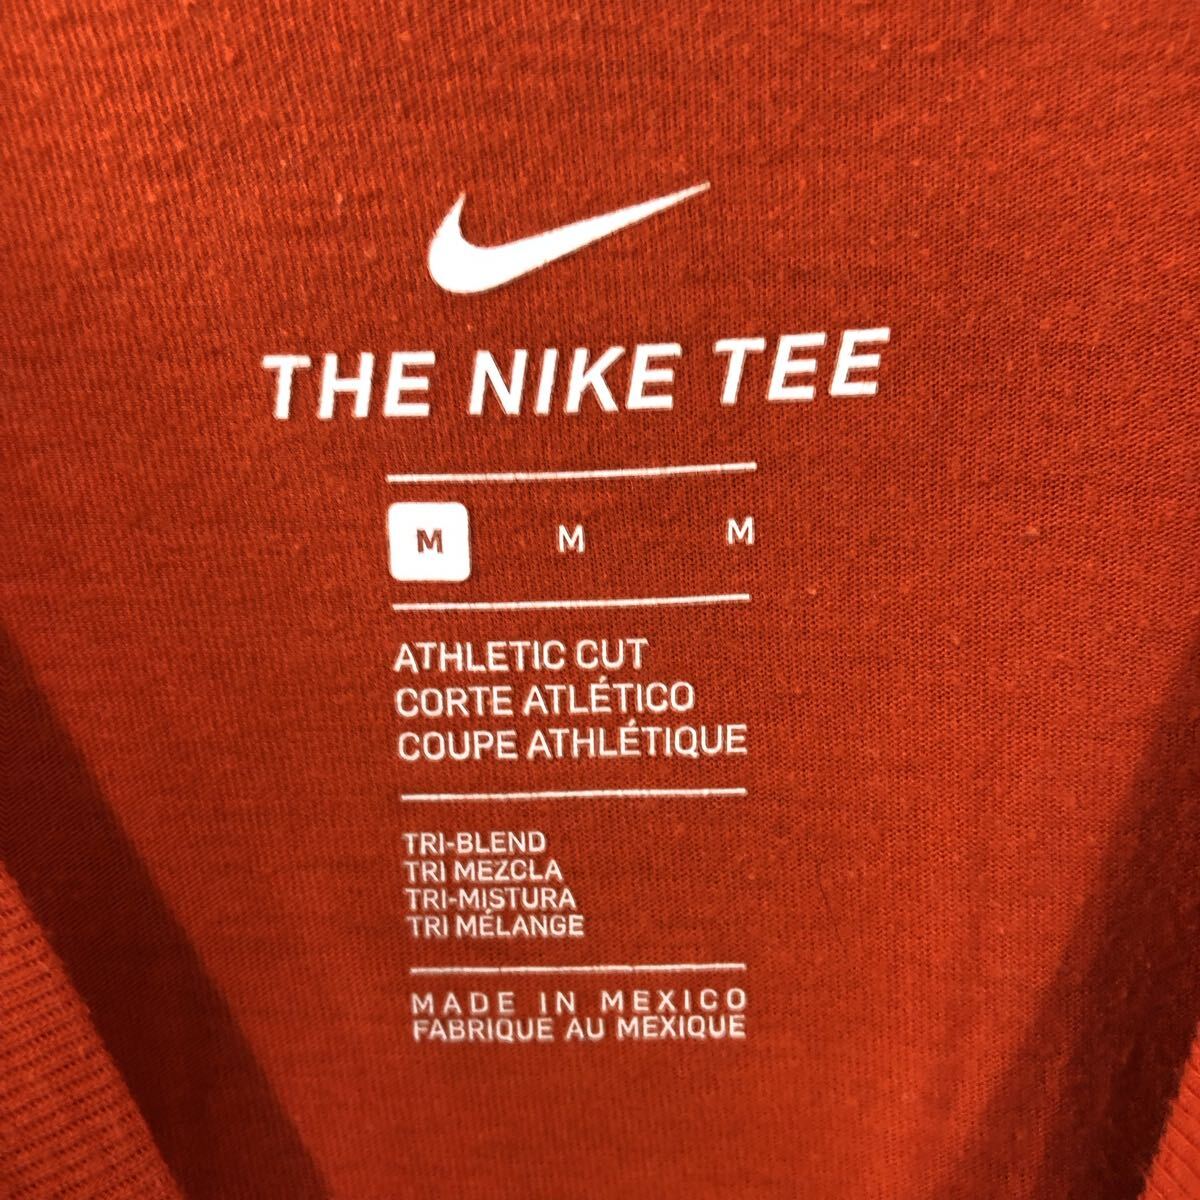 THE NIKE TEE
M M M
ATHLETIC CUT
CORTE ATLÉTICO
COUPE ATHLÉTIQUE
TRI-BLEND
TRI MEZCLA
TRI-MISTURA
TRI MÉLANGE
MADE IN MEXICO
FABRIQUE AU MEXIQUE